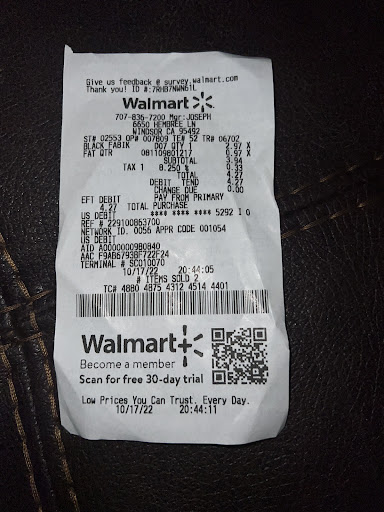 Give us feedback @ survey.walmart.com
Thank you! ID #:7RHB7NWN61L
Walmart
707-836-7200 Mgr:JOSEPH
6650 HEMBREE LN
WINDSOR CA 95492
ST# 02553 OP# 007809 TE# 52 TR# 06702
BLACK FABIK 007 QTY 1 2.97 X
FAT QTR 081109801217 0.97 X
SUBTOTAL 3.94
TAX 1 8.250 % 0.33
TOTAL 4.27
DEBIT TEND 4.27
CHANGE DUE 0.00
EFT DEBIT PAY FROM PRIMARY
4.27 TOTAL PURCHASE
US DEBIT **** **** **** 5292 I 0
REF # 229100863700
NETWORK ID. 0056 APPR CODE 001054
US DEBIT
AID A0000000980840
AAC F9AB6793BF722F24
TERMINAL # SC010070
10/17/22 20:44:05
# ITEMS SOLD 2
TC# 4880 4875 4312 4514 4401
Walmart+
Become a member
Scan for free 30-day trial
Low Prices You Can Trust. Every Day.
10/17/22 20:44:11